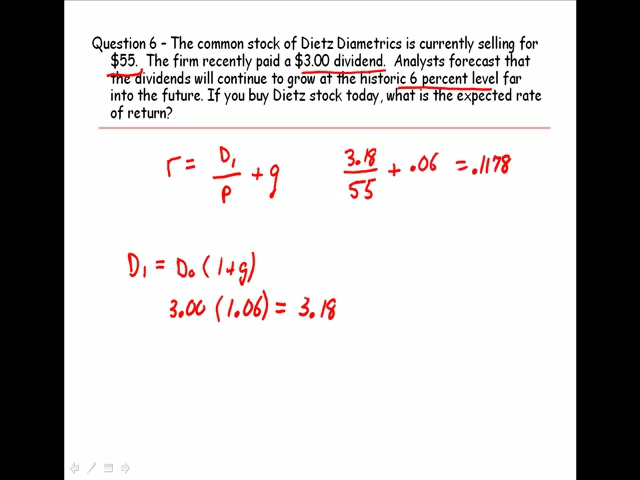 Question 6 – The common stock of Dietz Diametrics is currently selling for
$55. The firm recently paid a $3.00 dividend. Analysts forecast that
the dividends will continue to grow at the historic 6 percent level far
into the future. If you buy Dietz stock today, what is the expected rate
of return?
r = D₁/P + g 3.18/55 + .06 = .1178
D₁ = D₀ (1+g)
3.00 (1.06) = 3.18